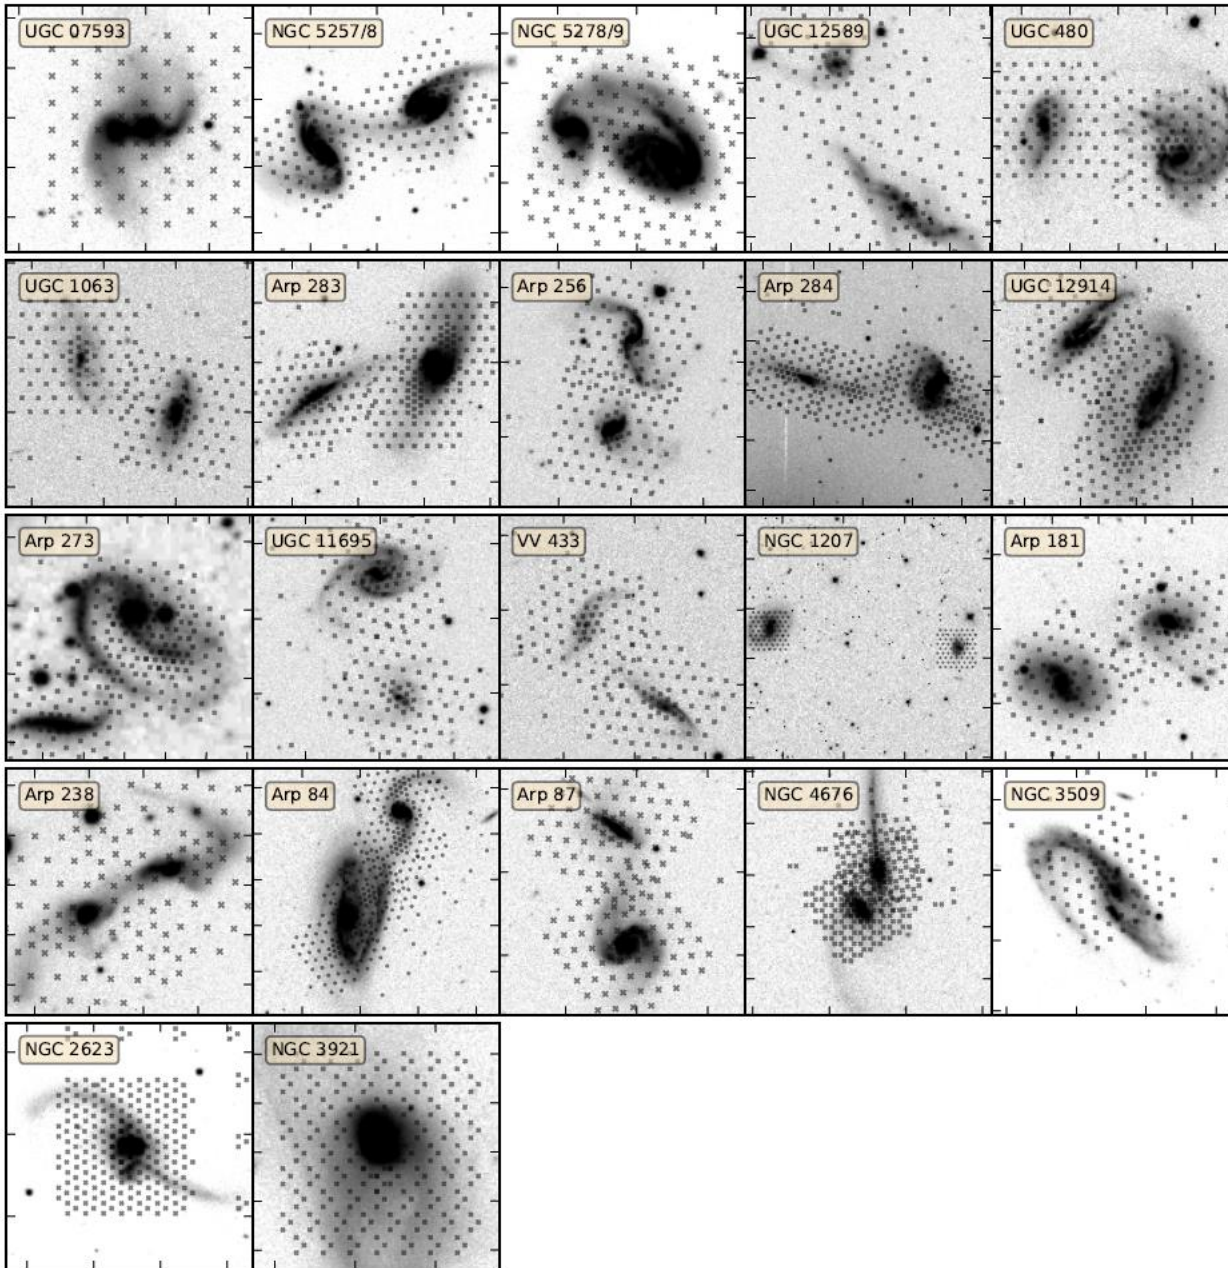 UGC 07593
NGC 5257/8
NGC 5278/9
UGC 12589
UGC 480
UGC 1063
Arp 283
Arp 256
Arp 284
UGC 12914
Arp 273
UGC 11695
VV 433
NGC 1207
Arp 181
Arp 238
Arp 84
Arp 87
NGC 4676
NGC 3509
NGC 2623
NGC 3921